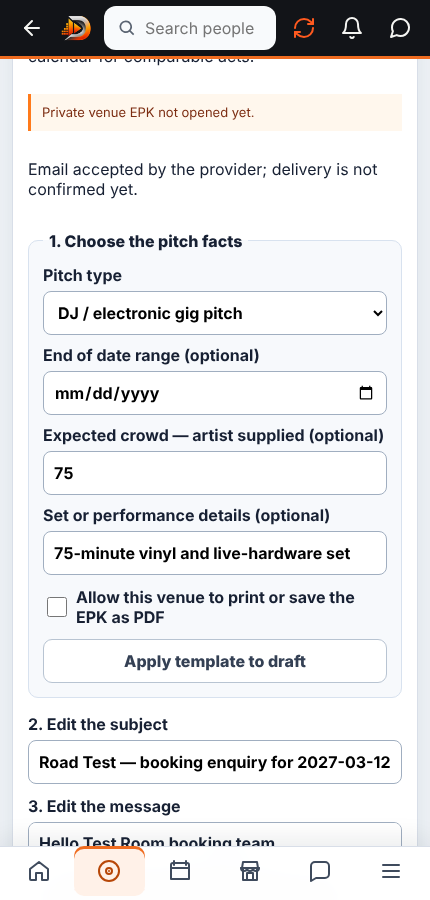 Search people
calendar for comparable acts.
Private venue EPK not opened yet.
Email accepted by the provider; delivery is not
confirmed yet.
1. Choose the pitch facts
Pitch type
DJ / electronic gig pitch
End of date range (optional)
mm/dd/yyyy
Expected crowd — artist supplied (optional)
75
Set or performance details (optional)
75-minute vinyl and live-hardware set
Allow this venue to print or save the
EPK as PDF
Apply template to draft
2. Edit the subject
Road Test — booking enquiry for 2027-03-12
3. Edit the message
Hello Test Room booking team